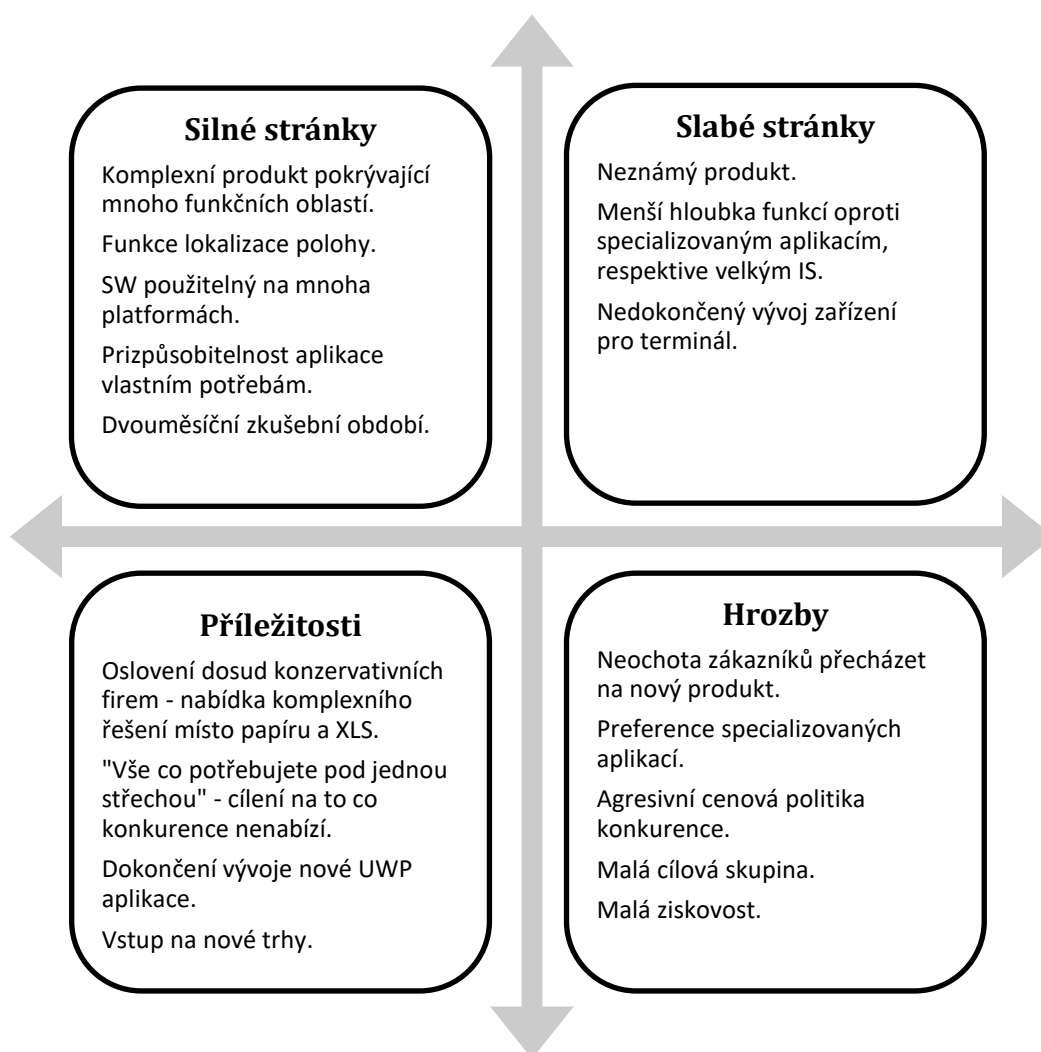 Silné stránky
Komplexní produkt pokrývající
mnoho funkčních oblastí.
Funkce lokalizace polohy.
SW použitelný na mnoha
platformách.
Prizpůsobitelnost aplikace
vlastním potřebám.
Dvouměsíční zkušební období.
Slabé stránky
Neznámý produkt.
Menší hloubka funkcí oproti
specializovaným aplikacím,
respektive velkým IS.
Nedokončený vývoj zařízení
pro terminál.
Příležitosti
Oslovení dosud konzervativních
firem - nabídka komplexního
řešení místo papíru a XLS.
"Vše co potřebujete pod jednou
střechou" - cílení na to co
konkurence nenabízí.
Dokončení vývoje nové UWP
aplikace.
Vstup na nové trhy.
Hrozby
Neochota zákazníků přecházet
na nový produkt.
Preference specializovaných
aplikací.
Agresivní cenová politika
konkurence.
Malá cílová skupina.
Malá ziskovost.